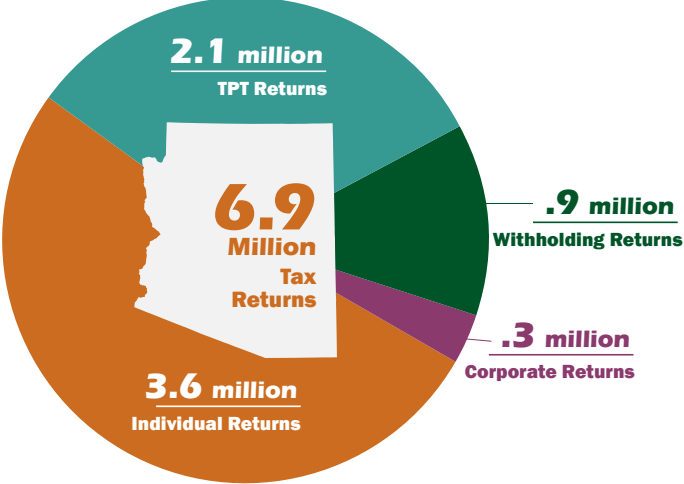 2.1 million
TPT Returns
6.9
Million
Tax
Returns
.9 million
Withholding Returns
.3 million
Corporate Returns
3.6 million
Individual Returns